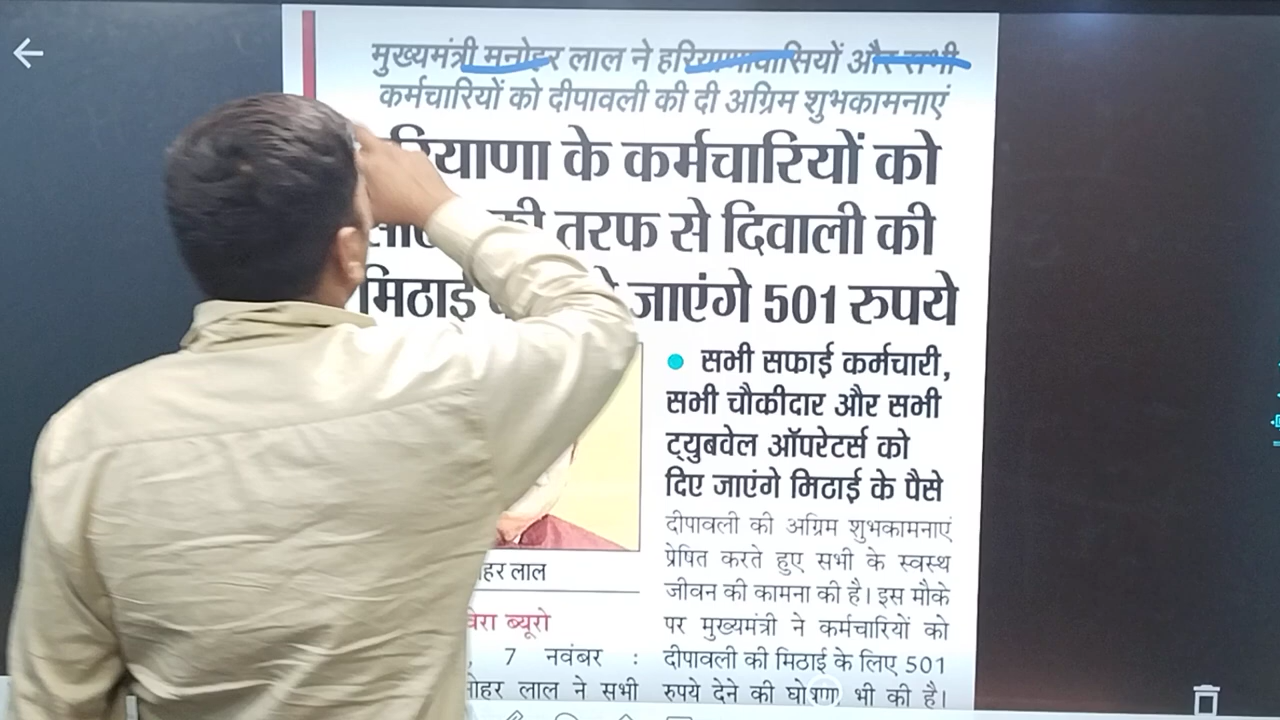 मुख्यमंत्री मनोहर लाल ने हरियाणावासियों और सभी
कर्मचारियों को दीपावली की दी अग्रिम शुभकामनाएं
के कर्मचारियों को
की तरफ से दिवाली की
मिठाई जाएंगे 501 रुपये
सभी सफाई कर्मचारी,
सभी चौकीदार और सभी
ट्युबवेल ऑपरेटर्स को
दिए जाएंगे मिठाई के पैसे
दीपावली की अग्रिम शुभकामनाएं
प्रेषित करते हुए सभी के स्वस्थ
जीवन की कामना की है। इस मौके
पर मुख्यमंत्री ने कर्मचारियों को
दीपावली की मिठाई के लिए 501
रुपये देने की घोषणा भी की है।
लाल
ब्यूरो
, 7 नवंबर :
लाल ने सभी